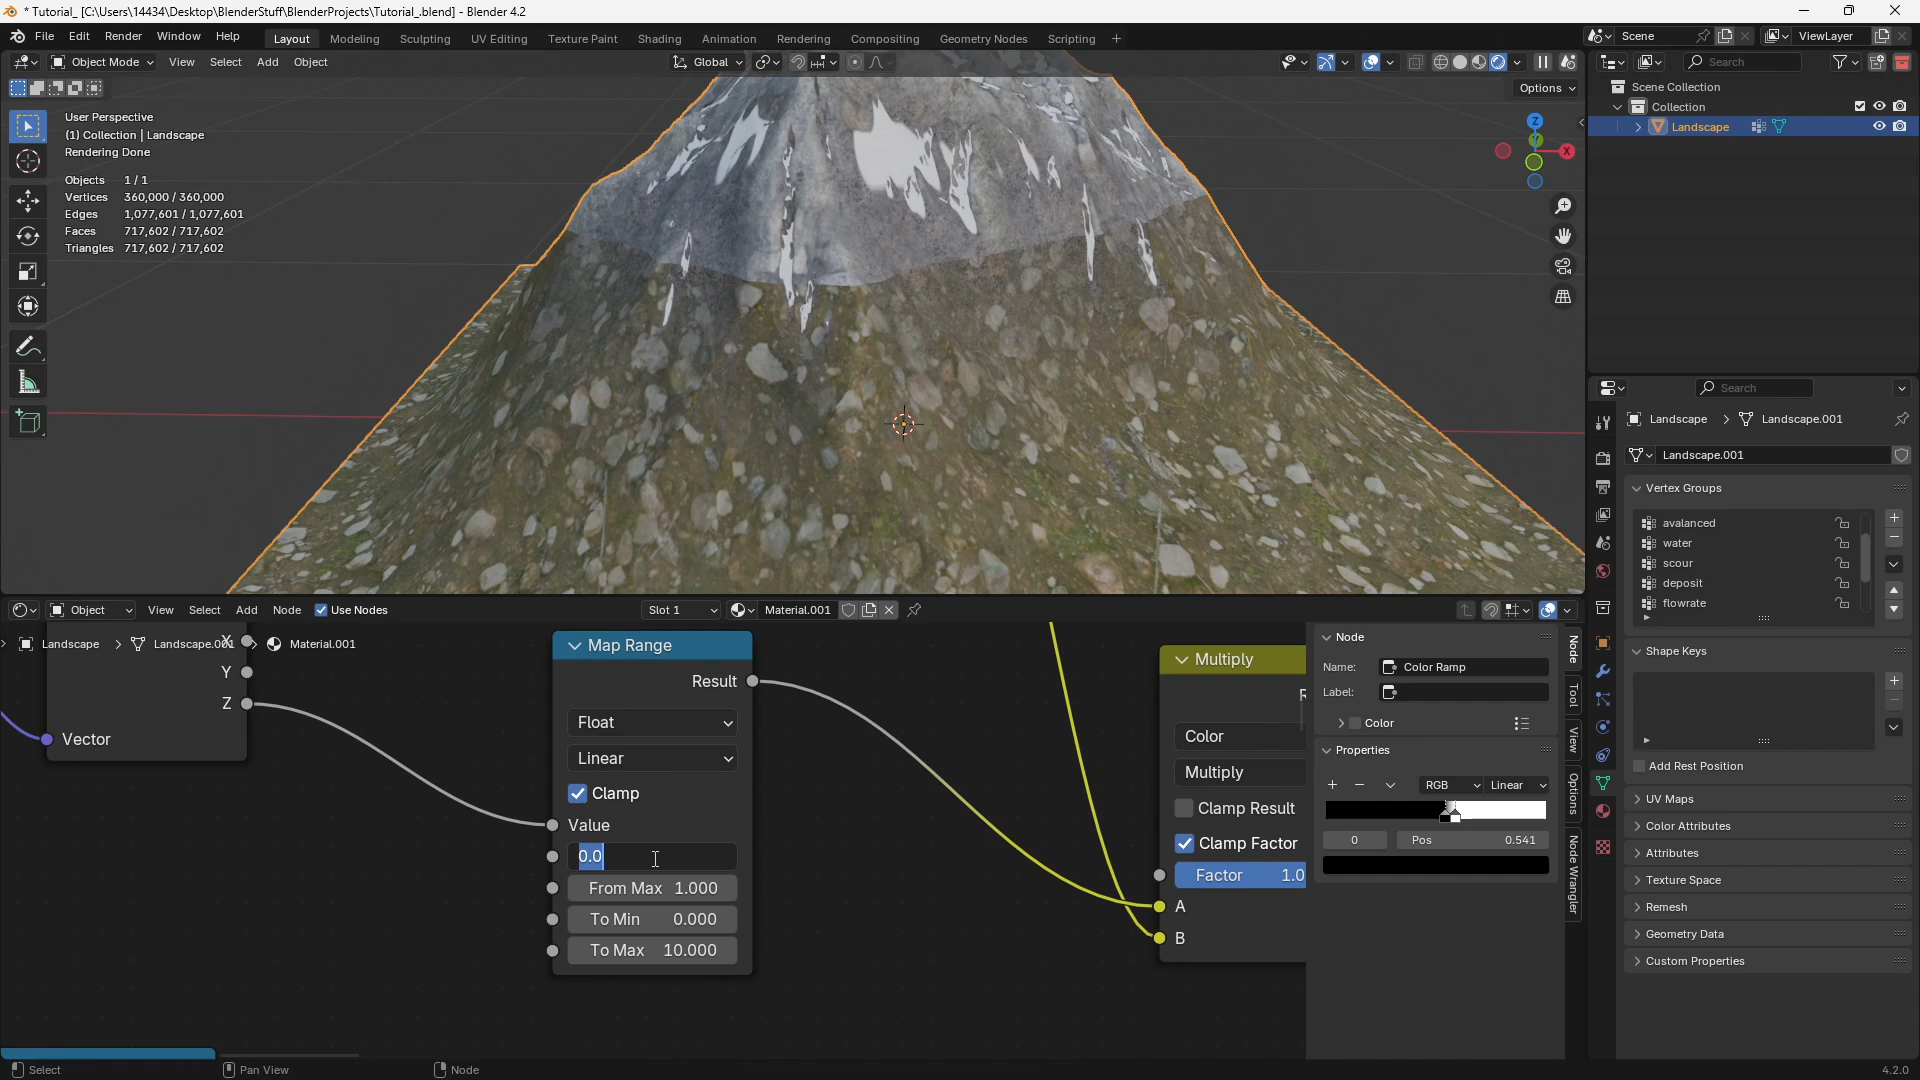 * Tutorial_ [C:\Users\14434\Desktop\BlenderStuff\BlenderProjects\Tutorial_.blend] - Blender 4.2
File Edit Render Window Help Layout Modeling Sculpting UV Editing Texture Paint Shading Animation Rendering Compositing Geometry Nodes Scripting + Scene ViewLayer
Object Mode View Select Add Object Global Search
Options
User Perspective
(1) Collection | Landscape
Rendering Done
Objects 1 / 1
Vertices 360,000 / 360,000
Edges 1,077,601 / 1,077,601
Faces 717,602 / 717,602
Triangles 717,602 / 717,602
Z
Y
X
Scene Collection
Collection
Landscape
Search
Landscape > Landscape.001
Landscape.001
Vertex Groups
avalanced
water
scour
deposit
flowrate
Shape Keys
Add Rest Position
UV Maps
Color Attributes
Attributes
Texture Space
Remesh
Geometry Data
Custom Properties
Object View Select Add Node Use Nodes Slot 1 Material.001
Landscape > Landscape.001 > Material.001
X
Y
Z
Vector
Map Range
Result
Float
Linear
Clamp
Value
0.0
From Max 1.000
To Min 0.000
To Max 10.000
Multiply
Color
Multiply
Clamp Result
Clamp Factor
Factor 1.0
A
B
Node
Name: Color Ramp
Label:
Color
Properties
RGB Linear
0 Pos 0.541
Node
Tool
View
Options
Node Wrangler
Select Pan View Node 4.2.0